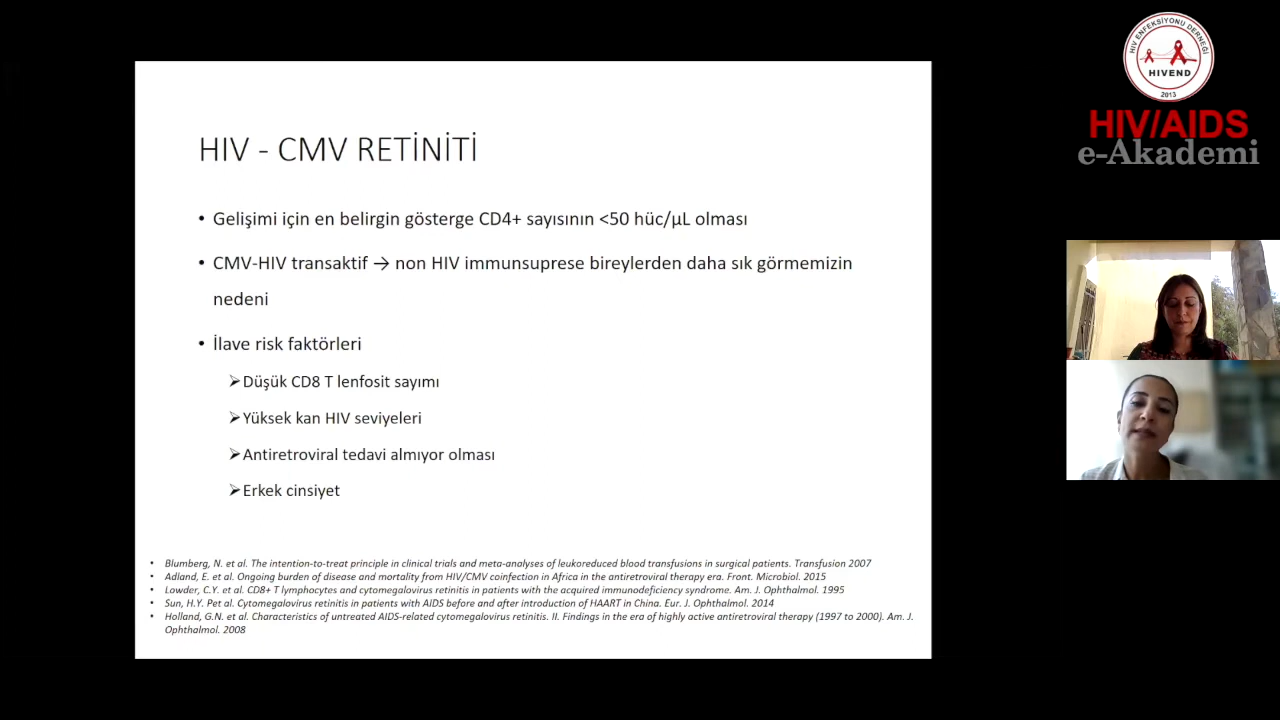 HIV - CMV RETİNİTİ
• Gelişimi için en belirgin gösterge CD4+ sayısının <50 hüc/µL olması
• CMV-HIV transaktif → non HIV immunsuprese bireylerden daha sık görmemizin
nedeni
• İlave risk faktörleri
➢Düşük CD8 T lenfosit sayımı
➢Yüksek kan HIV seviyeleri
➢Antiretroviral tedavi almıyor olması
➢Erkek cinsiyet
• Blumberg, N. et al. The intention-to-treat principle in clinical trials and meta-analyses of leukoreduced blood transfusions in surgical patients. Transfusion 2007
• Adland, E. et al. Ongoing burden of disease and mortality from HIV/CMV coinfection in Africa in the antiretroviral therapy era. Front. Microbiol. 2015
• Lowder, C.Y. et al. CD8+ T lymphocytes and cytomegalovirus retinitis in patients with the acquired immunodeficiency syndrome. Am. J. Ophthalmol. 1995
• Sun, H.Y. Pet al. Cytomegalovirus retinitis in patients with AIDS before and after introduction of HAART in China. Eur. J. Ophthalmol. 2014
• Holland, G.N. et al. Characteristics of untreated AIDS-related cytomegalovirus retinitis. II. Findings in the era of highly active antiretroviral therapy (1997 to 2000). Am. J.
Ophthalmol. 2008
HIV ENFEKSİYONU DERNEĞİ
HIVEND
2013
HIV/AIDS
e-Akademi